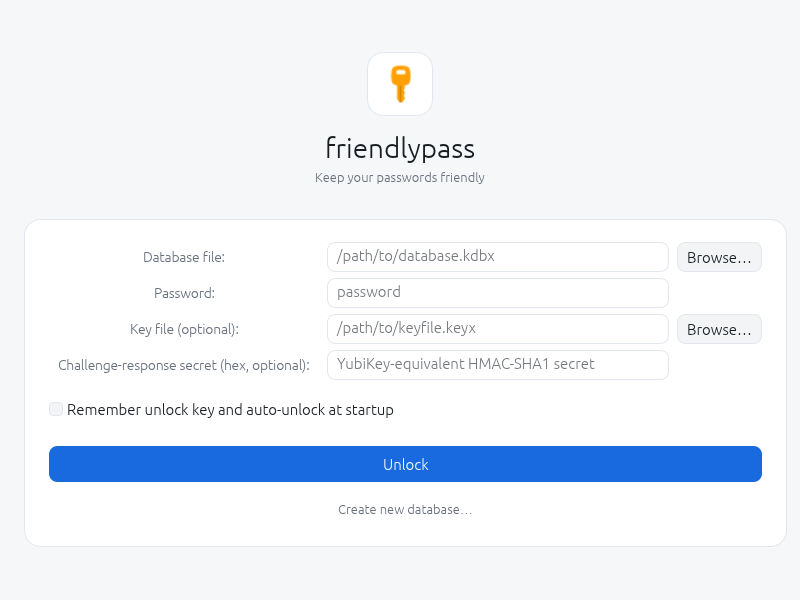 friendlypass
Keep your passwords friendly
Database file:
/path/to/database.kdbx
Browse…
Password:
password
Key file (optional):
/path/to/keyfile.keyx
Browse…
Challenge-response secret (hex, optional):
YubiKey-equivalent HMAC-SHA1 secret
Remember unlock key and auto-unlock at startup
Unlock
Create new database…